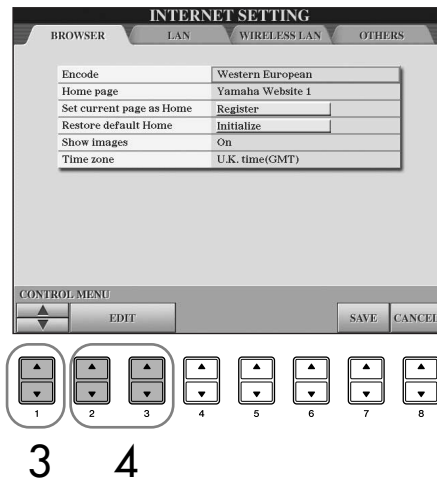 INTERNET SETTING
BROWSER LAN WIRELESS LAN OTHERS
Encode Western European
Home page Yamaha Website 1
Set current page as Home Register
Restore default Home Initialize
Show images On
Time zone U.K. time(GMT)
CONTROL MENU
EDIT SAVE CANCEL
1 2 3 4 5 6 7 8
3 4